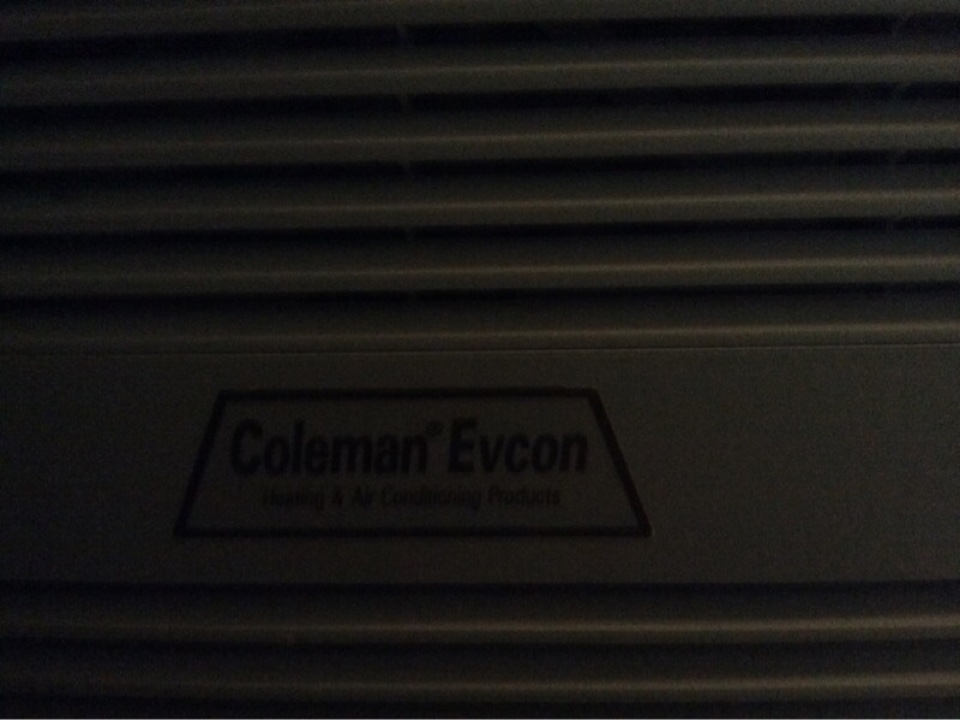 Coleman® Evcon
Heating & Air Conditioning Products